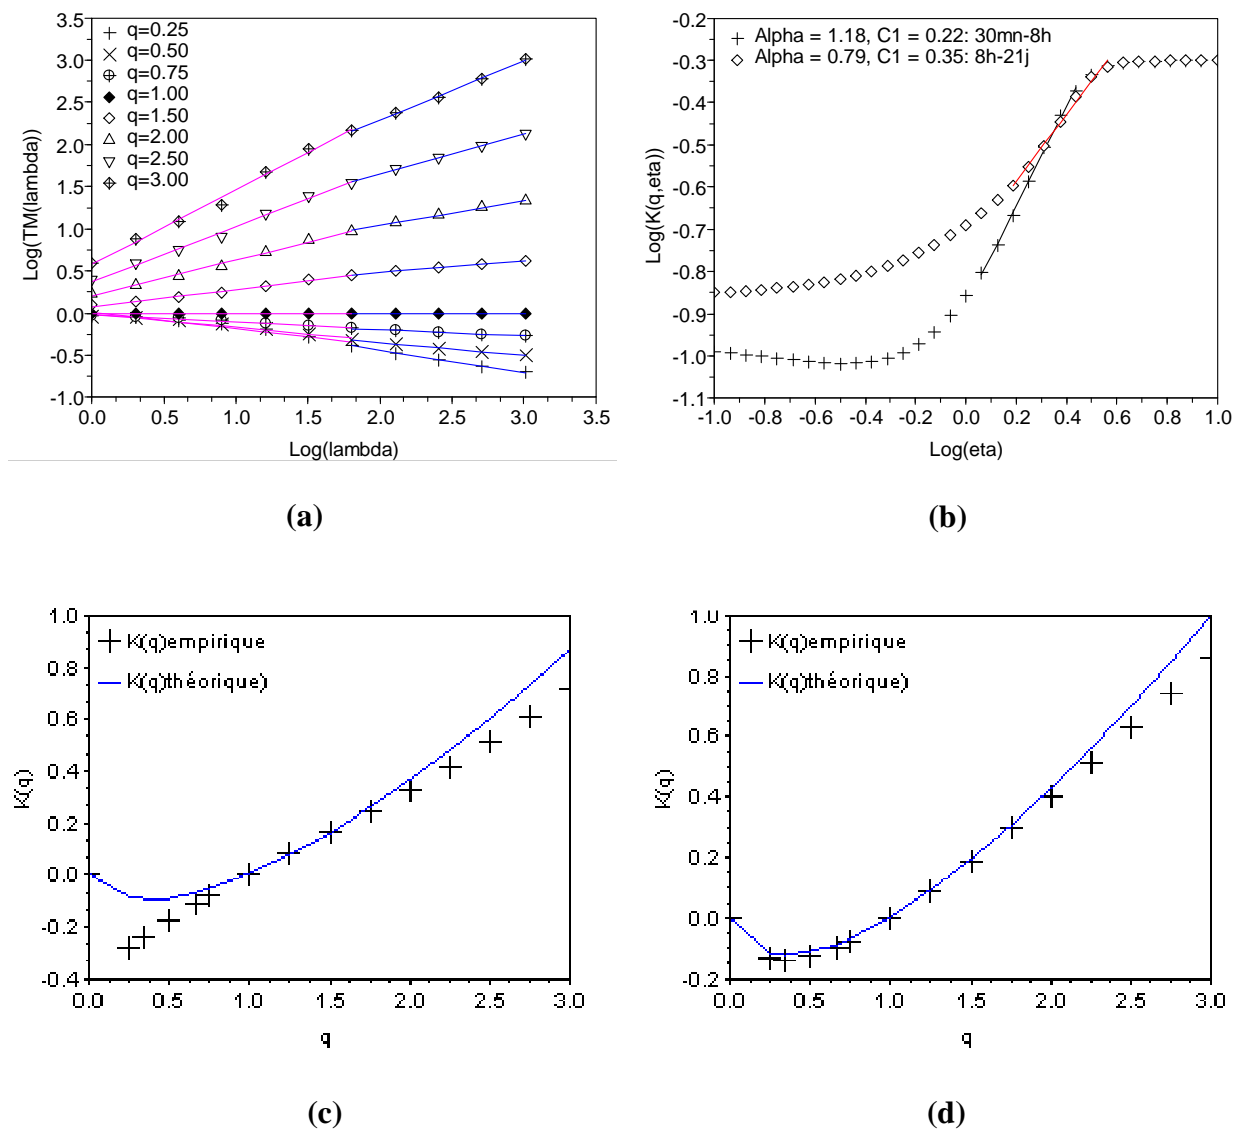 3.5
3.0
2.5
2.0
1.5
1.0
0.5
0.0
-0.5
-1.0
Log(TM(lambda))
q=0.25
q=0.50
q=0.75
q=1.00
q=1.50
q=2.00
q=2.50
q=3.00
0.0 0.5 1.0 1.5 2.0 2.5 3.0 3.5
Log(lambda)
(a)
-0.2
-0.3
-0.4
-0.5
-0.6
-0.7
-0.8
-0.9
-1.0
-1.1
Log(K(q,eta))
Alpha = 1.18, C1 = 0.22: 30mn-8h
Alpha = 0.79, C1 = 0.35: 8h-21j
-1.0 -0.8 -0.6 -0.4 -0.2 0.0 0.2 0.4 0.6 0.8 1.0
Log(eta)
(b)
1.0
0.8
0.6
0.4
0.2
0.0
-0.2
-0.4
K(q)
K(q)empirique
K(q)théorique)
0.0 0.5 1.0 1.5 2.0 2.5 3.0
q
(c)
1.0
0.8
0.6
0.4
0.2
0.0
-0.2
K(q)
K(q)empirique
K(q)théorique)
0.0 0.5 1.0 1.5 2.0 2.5 3.0
q
(d)